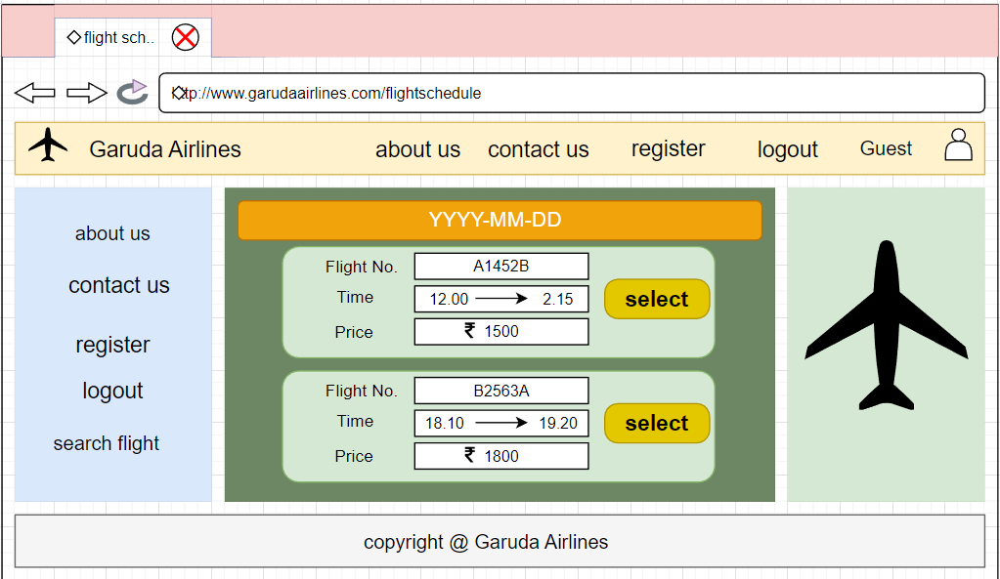 flight sch..
http://www.garudaairlines.com/flightschedule
Garuda Airlines about us contact us register logout Guest
about us
contact us
register
logout
search flight
YYYY-MM-DD
Flight No. A1452B
Time 12.00 2.15
Price ₹ 1500
select
Flight No. B2563A
Time 18.10 19.20
Price ₹ 1800
select
copyright @ Garuda Airlines